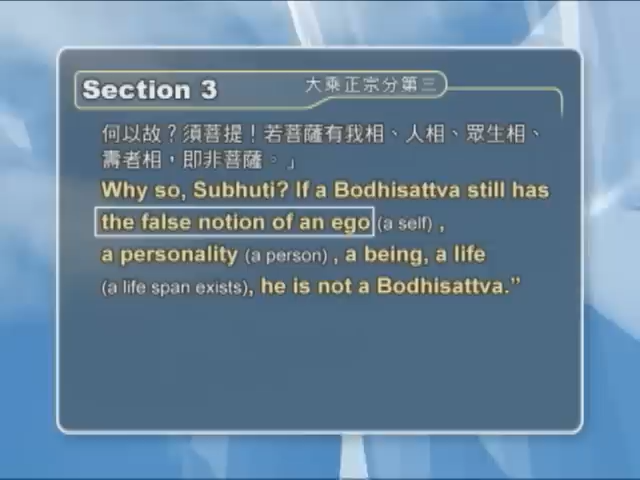 Section 3
大乘正宗分第三
何以故？須菩提！若菩薩有我相、人相、眾生相、
壽者相，即非菩薩。」
Why so, Subhuti? If a Bodhisattva still has
the false notion of an ego (a self) ,
a personality (a person) , a being, a life
(a life span exists), he is not a Bodhisattva.”